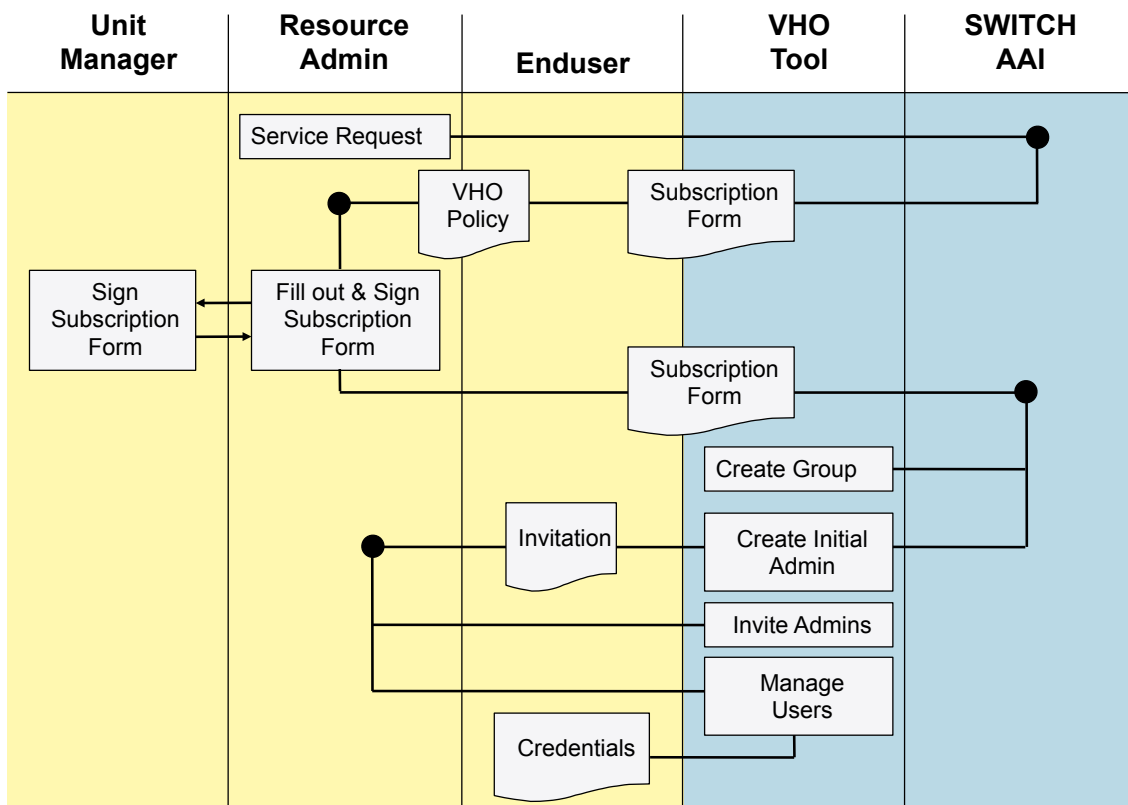 Unit
Manager
Resource
Admin
Enduser
VHO
Tool
SWITCH
AAI
Service Request
VHO
Policy
Subscription
Form
Sign
Subscription
Form
Fill out & Sign
Subscription
Form
Subscription
Form
Create Group
Invitation
Create Initial
Admin
Invite Admins
Manage
Users
Credentials